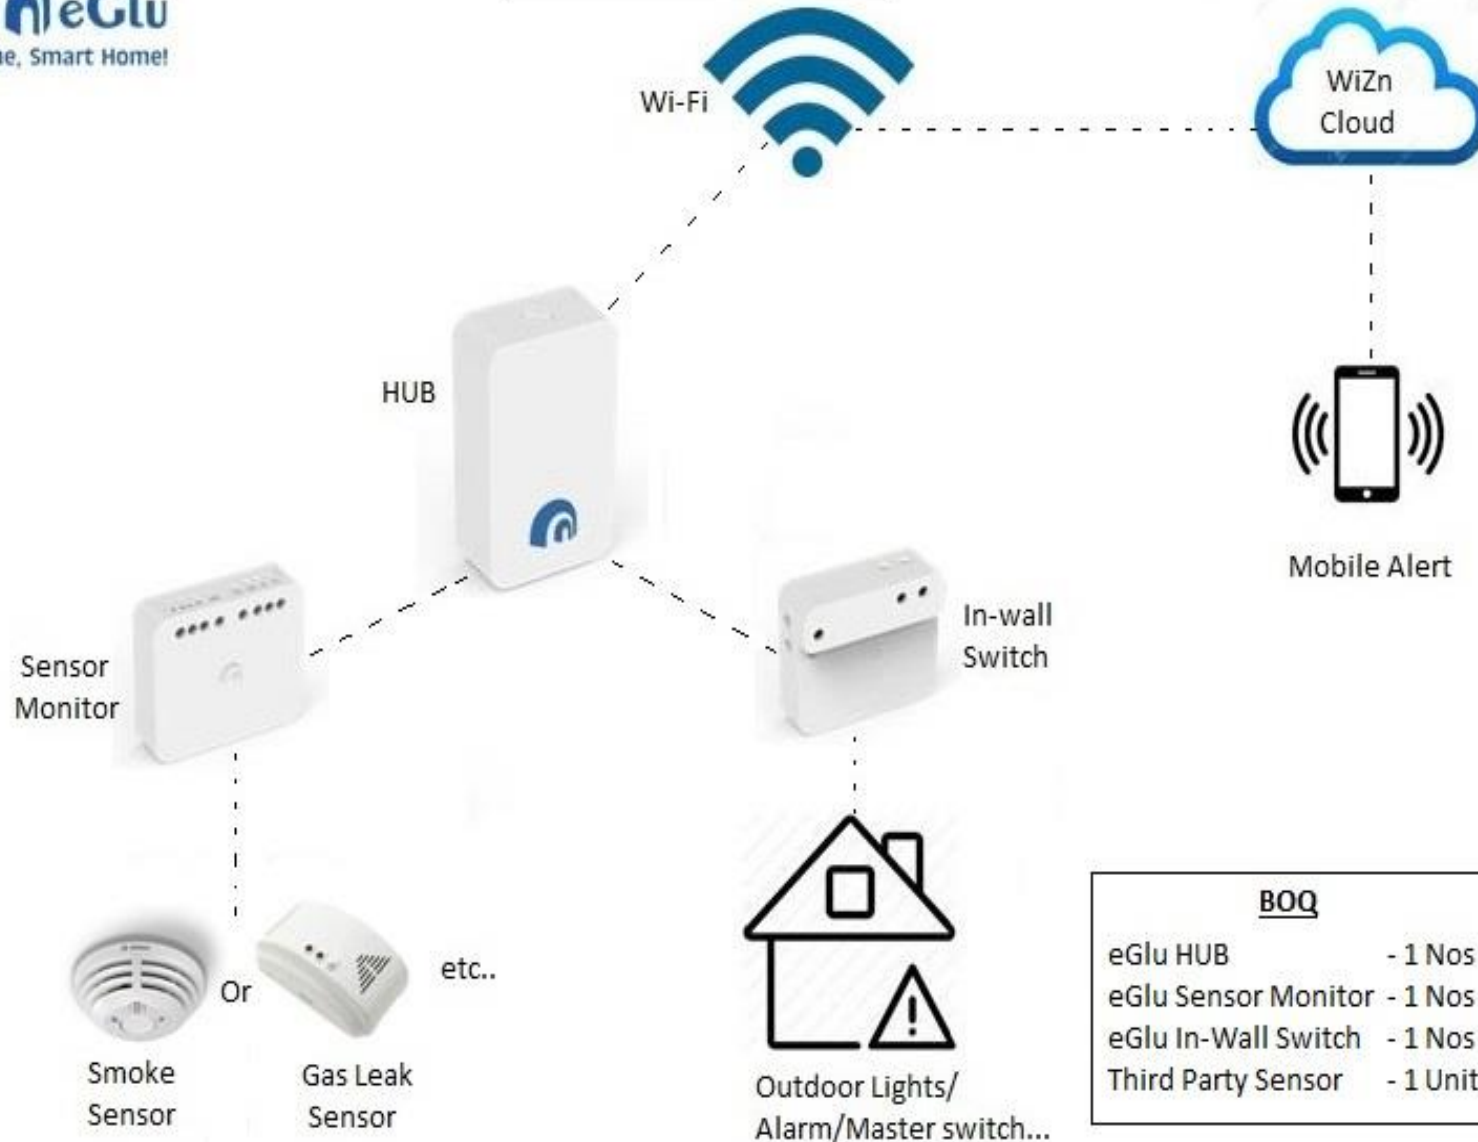 eGlu
ne, Smart Home!
Wi-Fi
WiZn
Cloud
HUB
Mobile Alert
In-wall
Switch
Sensor
Monitor
Or
etc..
Smoke
Sensor
Gas Leak
Sensor
Outdoor Lights/
Alarm/Master switch...
BOQ
eGlu HUB - 1 Nos
eGlu Sensor Monitor - 1 Nos
eGlu In-Wall Switch - 1 Nos
Third Party Sensor - 1 Unit